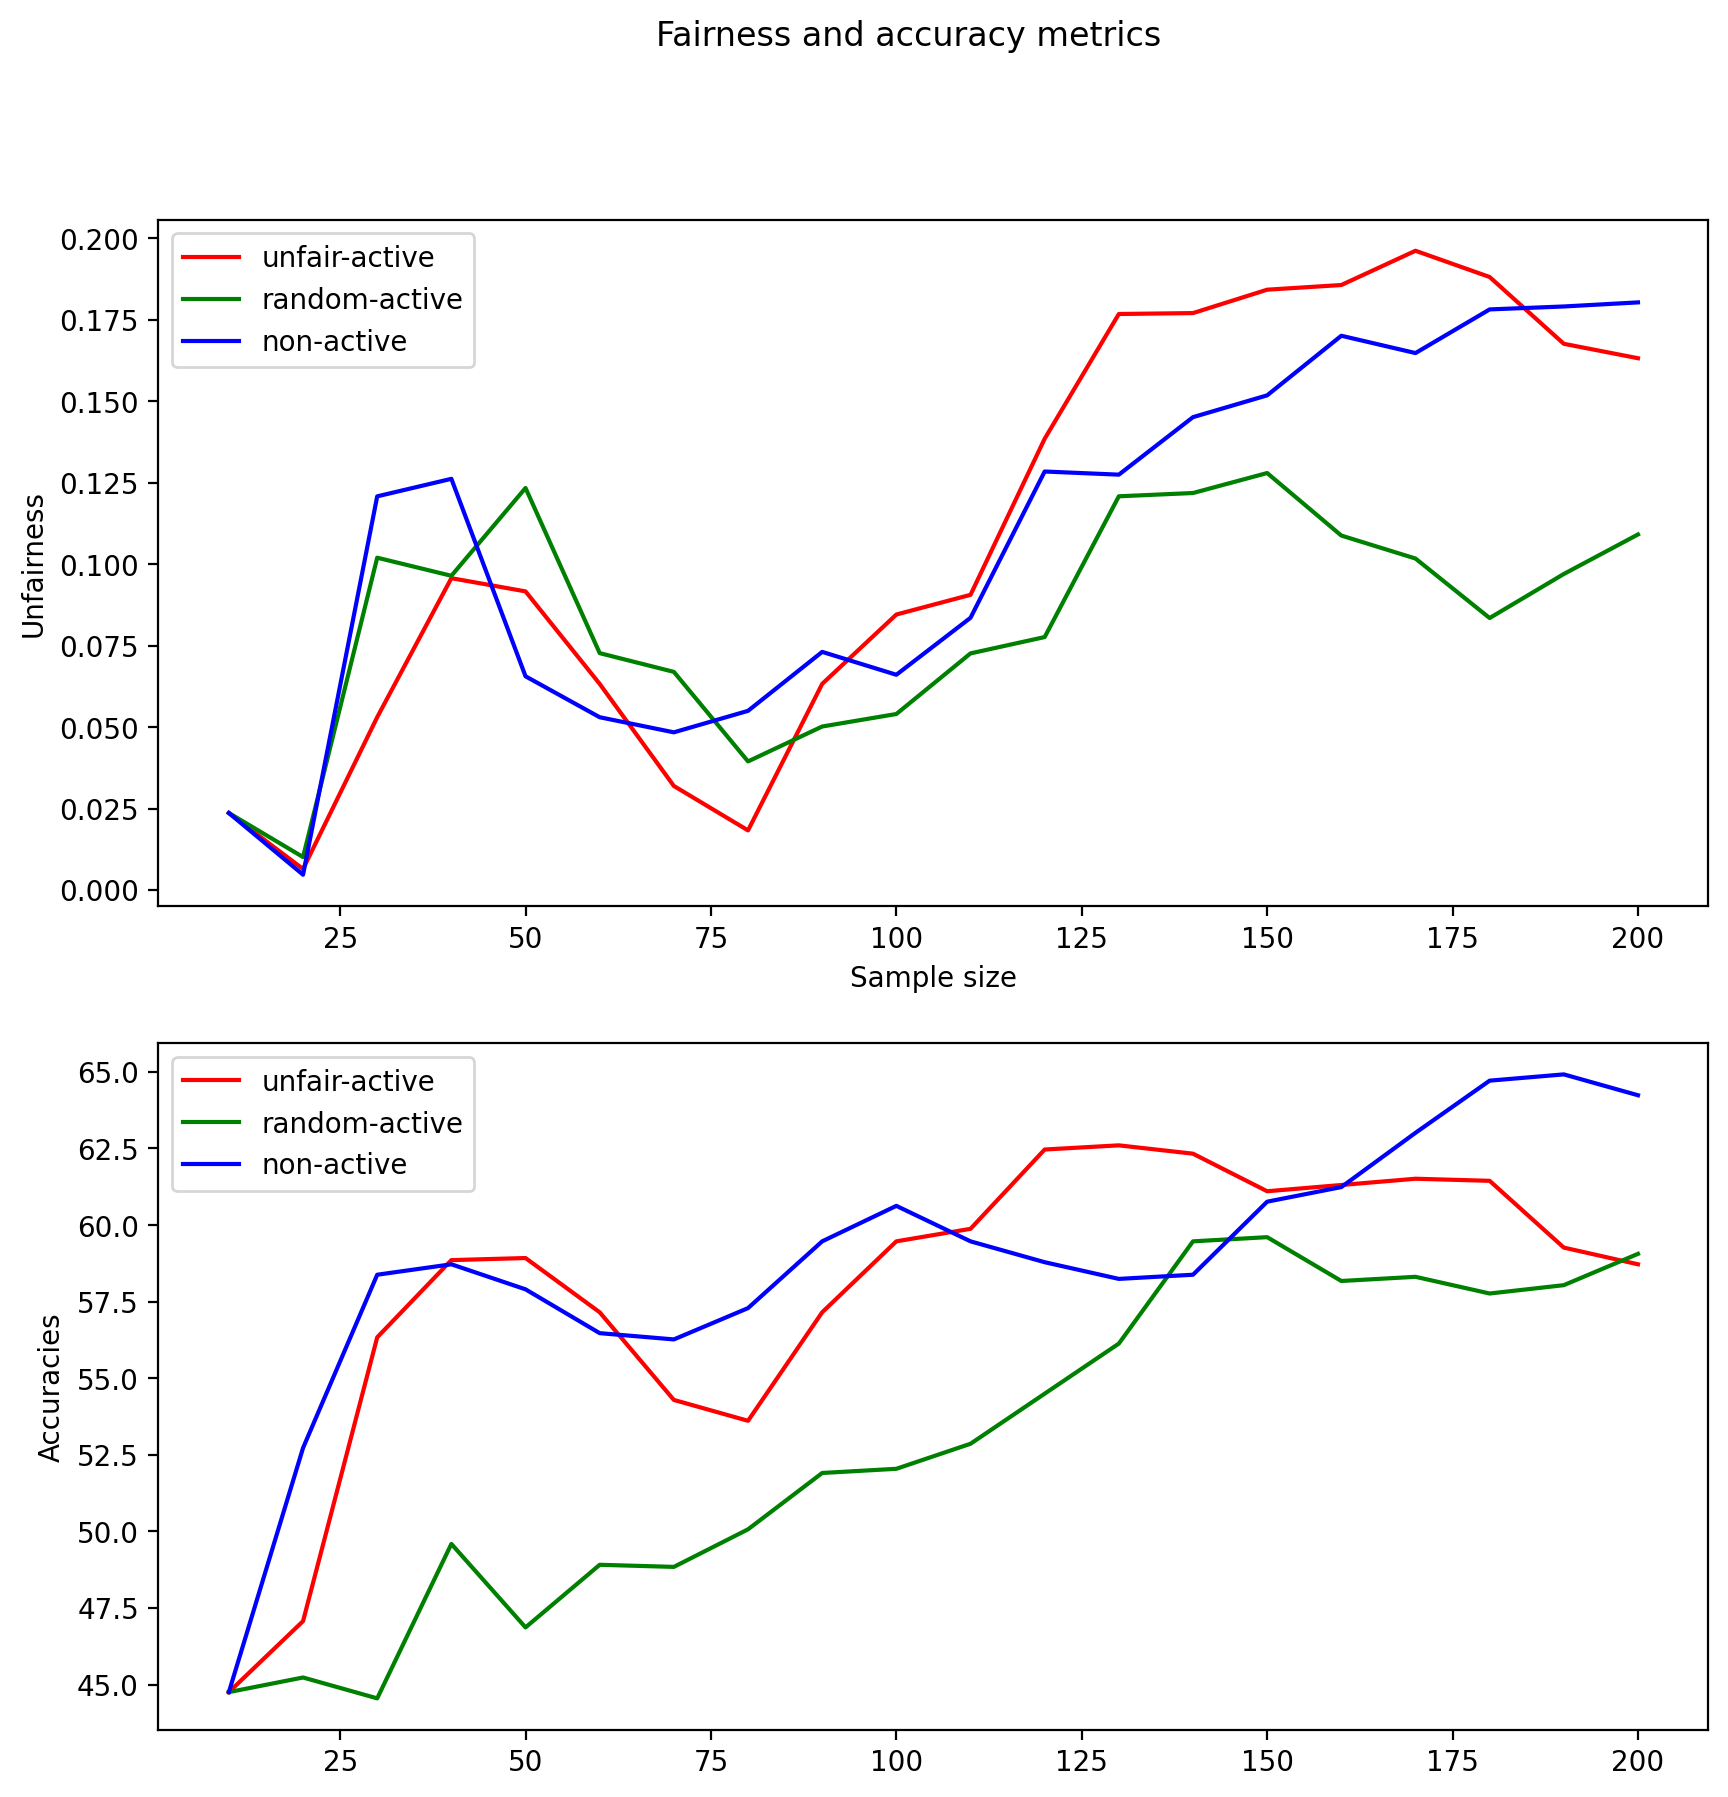 Fairness and accuracy metrics
0.200
0.175
0.150
0.125
0.100
0.075
0.050
0.025
0.000
Unfairness
unfair-active
random-active
non-active
25 50 75 100 125 150 175 200
Sample size
65.0
62.5
60.0
57.5
55.0
52.5
50.0
47.5
45.0
Accuracies
unfair-active
random-active
non-active
25 50 75 100 125 150 175 200